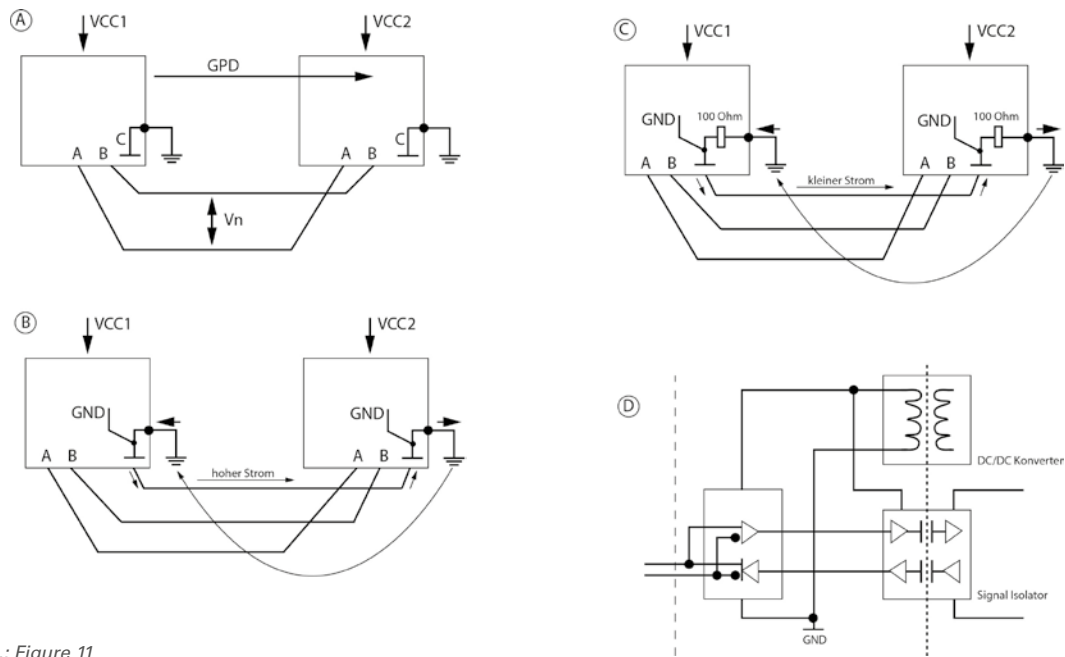 A
VCC1
VCC2
GPD
C
C
A B
A B
Vn
B
VCC1
VCC2
GND
GND
A B
A B
hoher Strom
C
VCC1
VCC2
GND
100 Ohm
GND
100 Ohm
A B
A B
kleiner Strom
D
DC/DC Konverter
Signal Isolator
GND
.: Figure 11